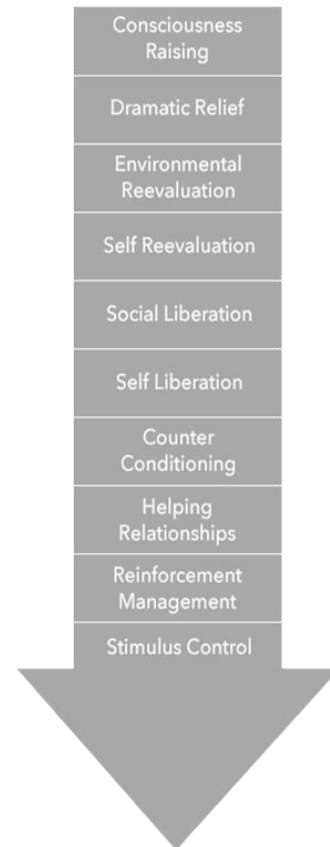 Consciousness
Raising
Dramatic Relief
Environmental
Reevaluation
Self Reevaluation
Social Liberation
Self Liberation
Counter
Conditioning
Helping
Relationships
Reinforcement
Management
Stimulus Control